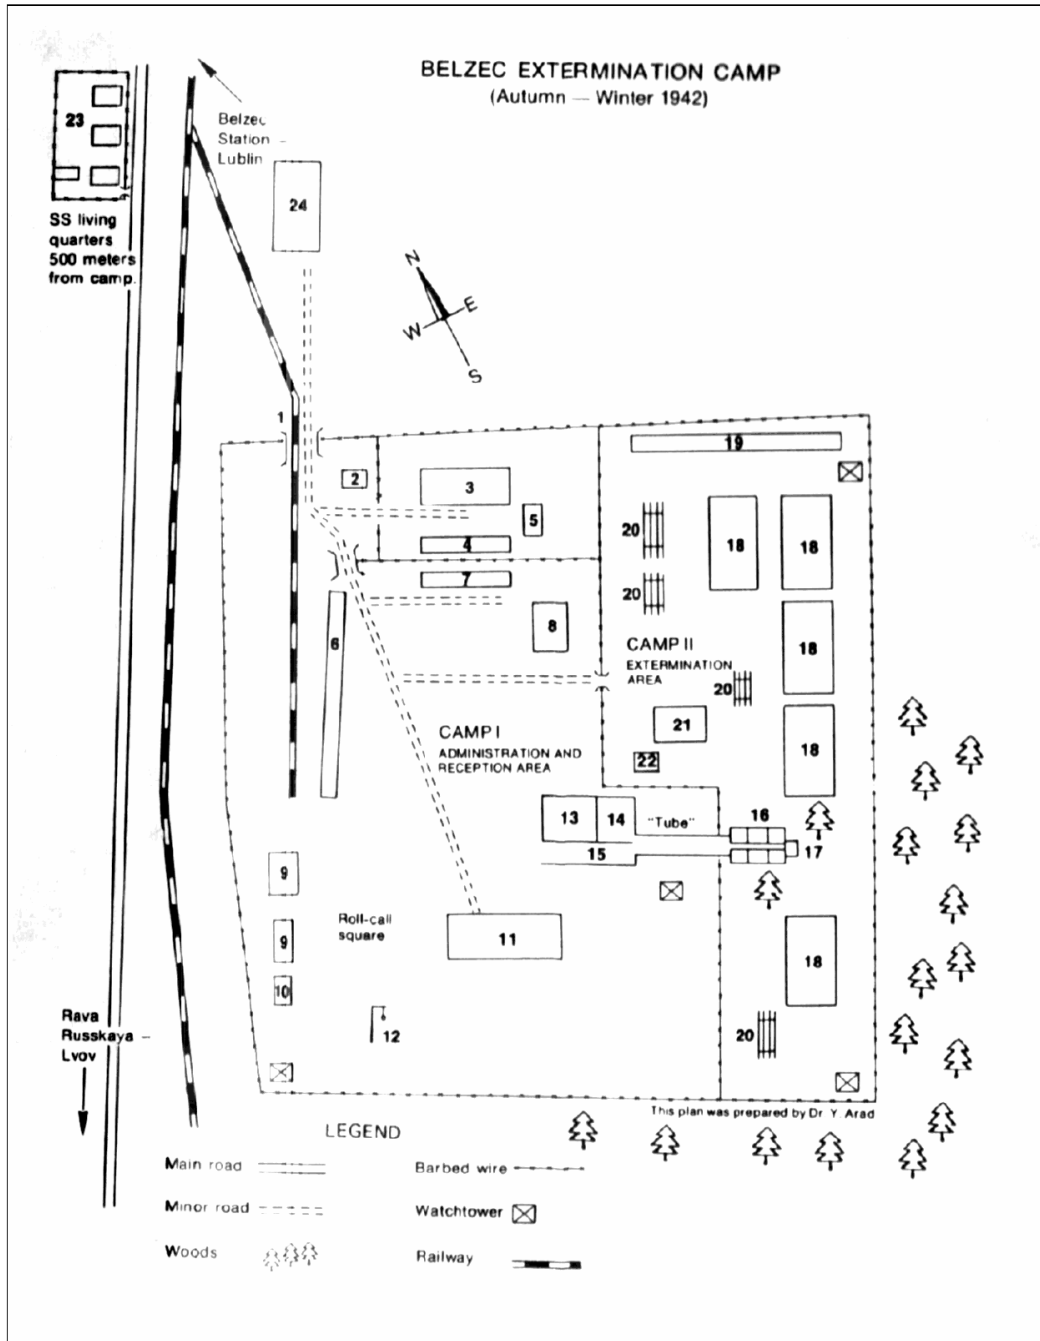 BELZEC EXTERMINATION CAMP
(Autumn — Winter 1942)
23
Belzec
Station –
Lublin
24
SS living
quarters
500 meters
from camp.
N
W
E
S
1
2
3
4
5
19
20
18
18
20
7
6
8
18
CAMP II
EXTERMINATION
AREA
20
21
22
18
CAMP I
ADMINISTRATION AND
RECEPTION AREA
13
14
"Tube"
16
15
17
9
9
10
Roll-call
square
11
12
18
20
Rava
Russkaya –
Lvov
This plan was prepared by Dr. Y. Arad
LEGEND
Main road
Barbed wire
Minor road
Watchtower
Woods
Railway